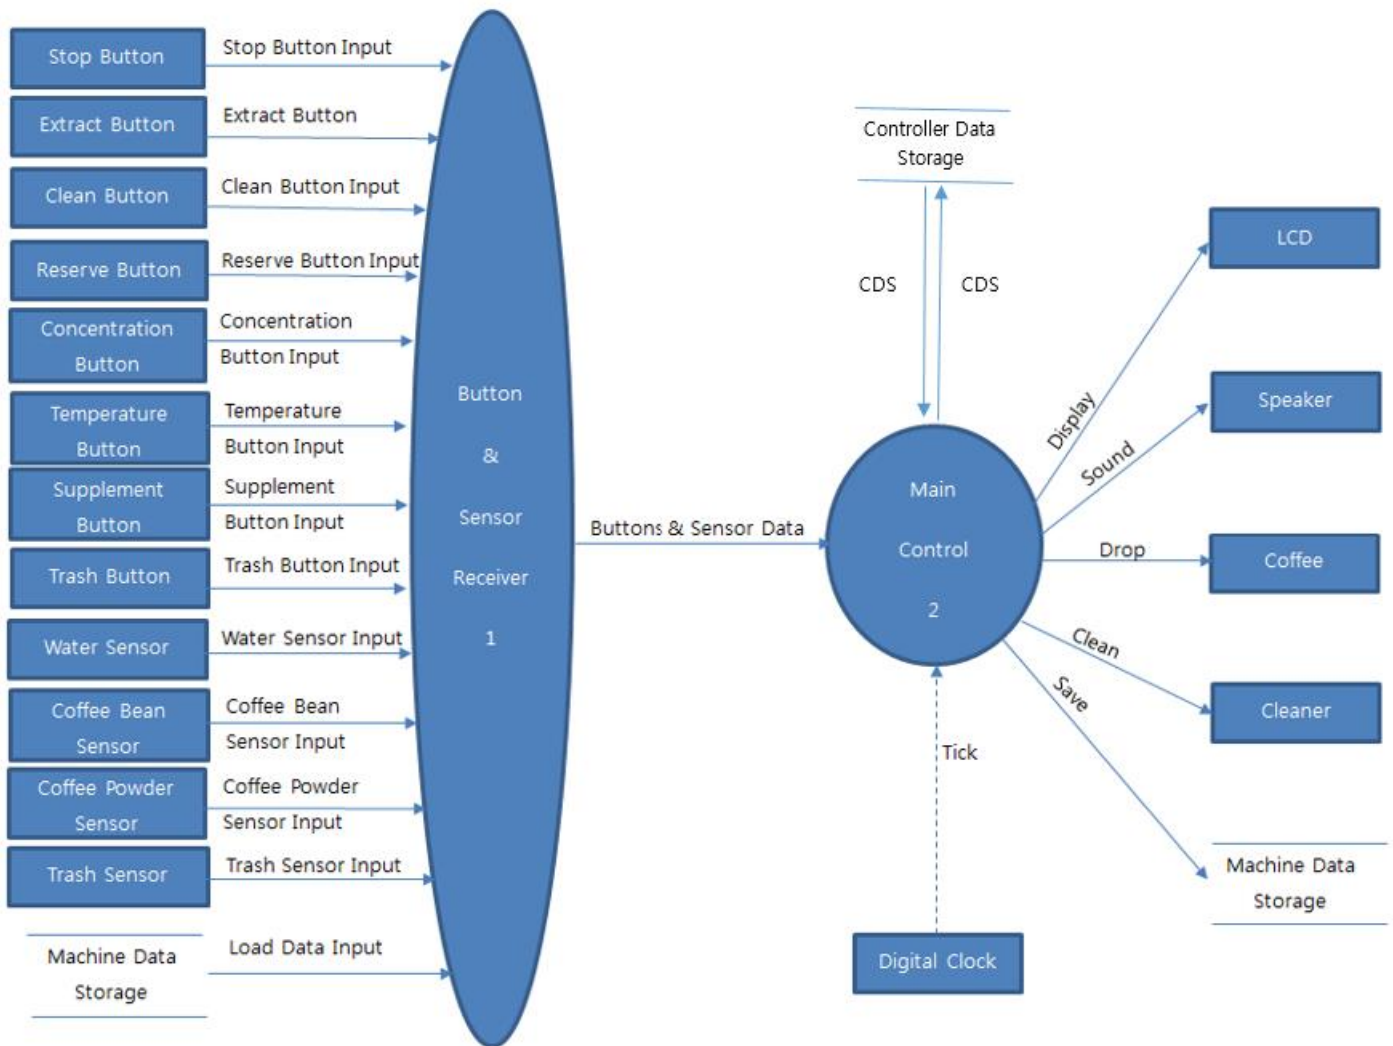 Stop Button
Stop Button Input
Extract Button
Extract Button
Clean Button
Clean Button Input
Reserve Button
Reserve Button Input
Concentration
Button
Concentration
Button Input
Temperature
Button
Temperature
Button Input
Supplement
Button
Supplement
Button Input
Trash Button
Trash Button Input
Water Sensor
Water Sensor Input
Coffee Bean
Sensor
Coffee Bean
Sensor Input
Coffee Powder
Sensor
Coffee Powder
Sensor Input
Trash Sensor
Trash Sensor Input
Machine Data
Storage
Load Data Input
Button
&
Sensor
Receiver
1
Buttons & Sensor Data
Controller Data
Storage
CDS
CDS
Main
Control
2
Tick
Digital Clock
Display
LCD
Sound
Speaker
Drop
Coffee
Clean
Cleaner
Save
Machine Data
Storage